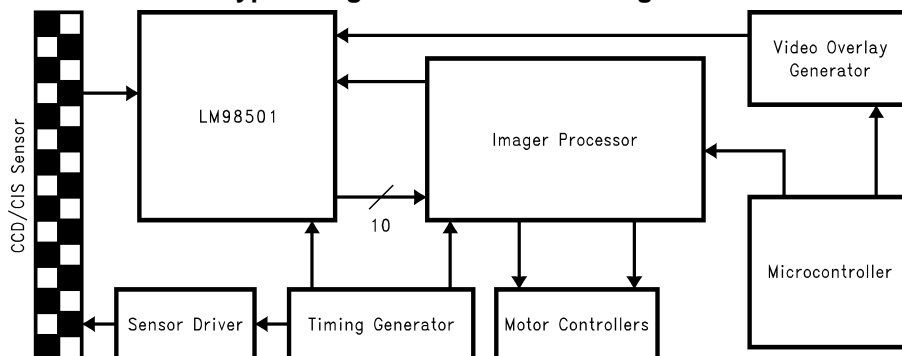 CCD/CIS Sensor
LM98501
Imager Processor
Video Overlay
Generator
10
Microcontroller
Sensor Driver
Timing Generator
Motor Controllers